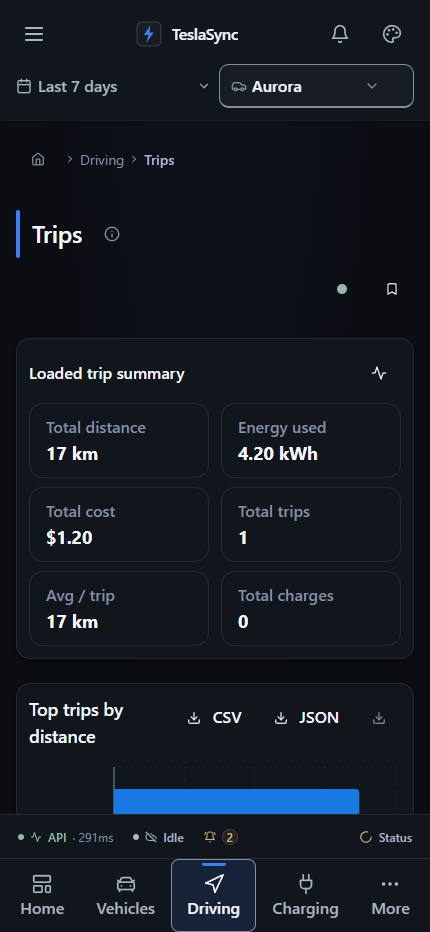 TeslaSync
Last 7 days
Aurora
Driving
Trips
Trips
Loaded trip summary
Total distance
17 km
Energy used
4.20 kWh
Total cost
$1.20
Total trips
1
Avg / trip
17 km
Total charges
0
Top trips by
distance
CSV
JSON
API · 291ms
Idle
2
Status
Home
Vehicles
Driving
Charging
More